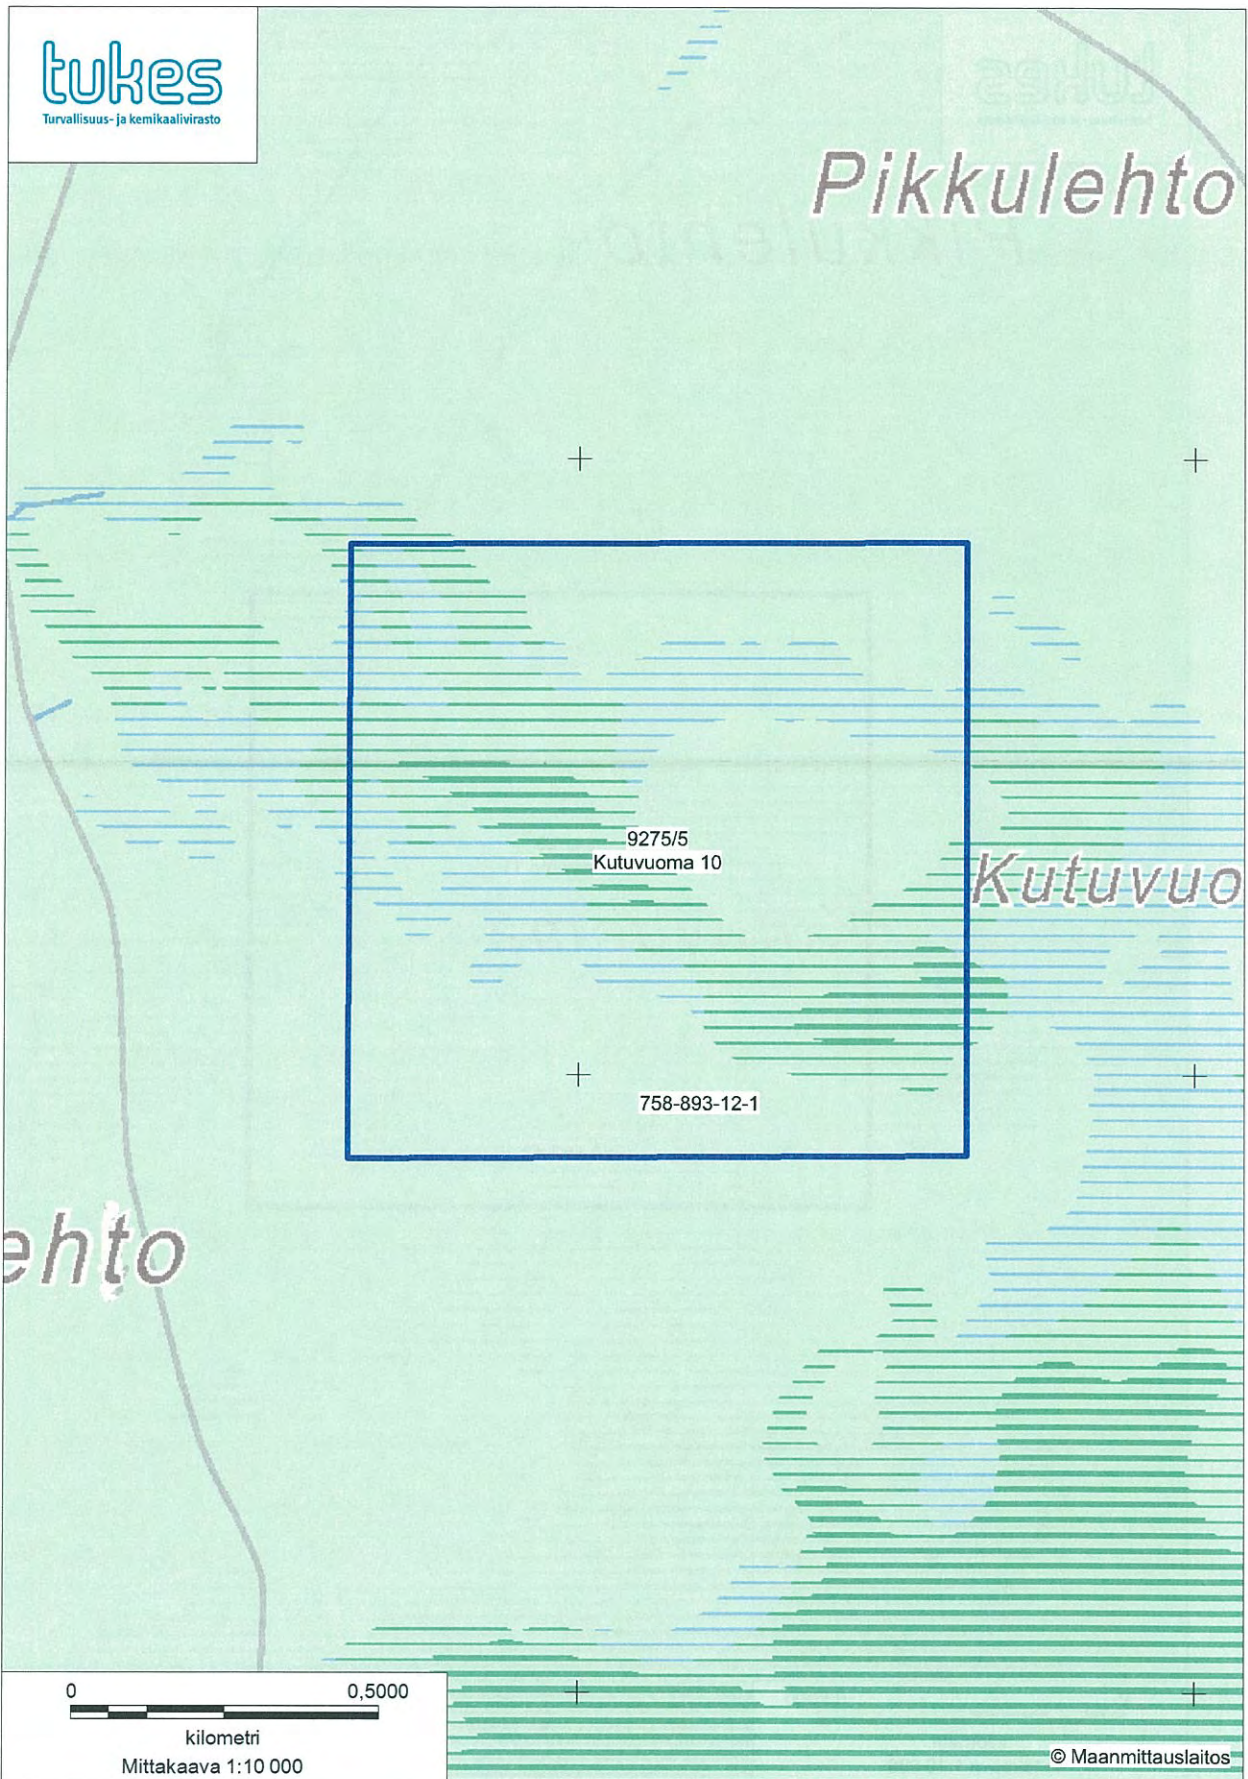 tukes
Turvallisuus- ja kemikaalivirasto
Pikkulehto
9275/5
Kutuvuoma 10
Kutuvuo
758-893-12-1
ehto
0 0,5000
kilometri
Mittakaava 1:10 000
© Maanmittauslaitos